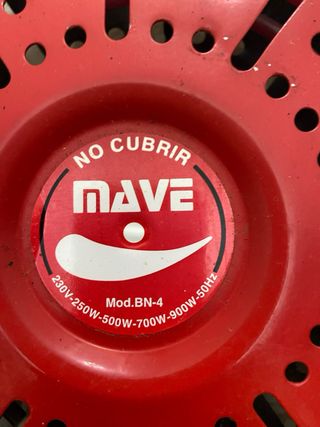 NO CUBRIR
MAVE
Mod.BN-4
230V-250W-500W-700W-900W-50Hz